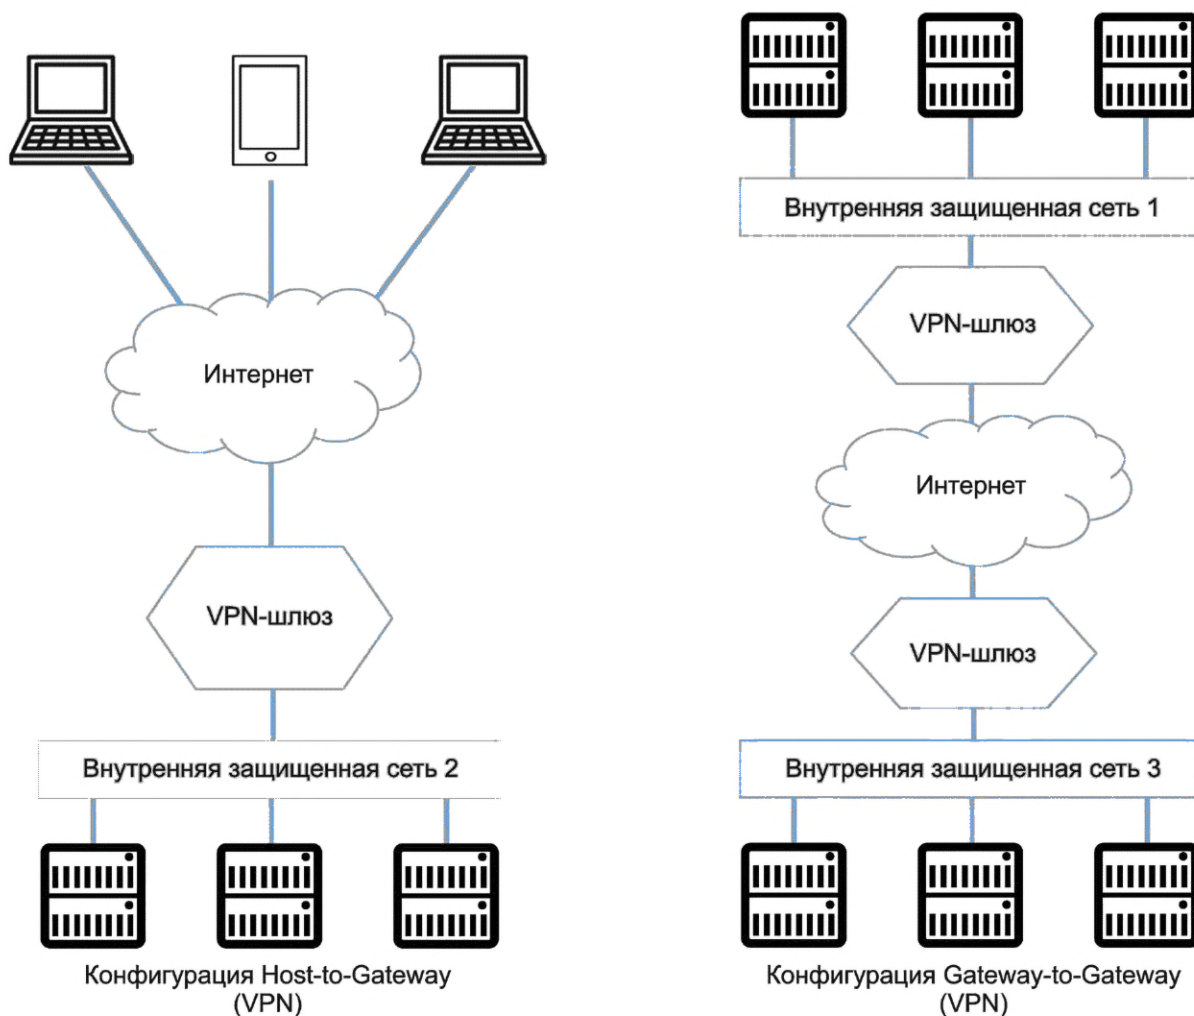 Интернет
VPN-шлюз
Внутренняя защищенная сеть 2
Конфигурация Host-to-Gateway
(VPN)
Внутренняя защищенная сеть 1
VPN-шлюз
Интернет
VPN-шлюз
Внутренняя защищенная сеть 3
Конфигурация Gateway-to-Gateway
(VPN)